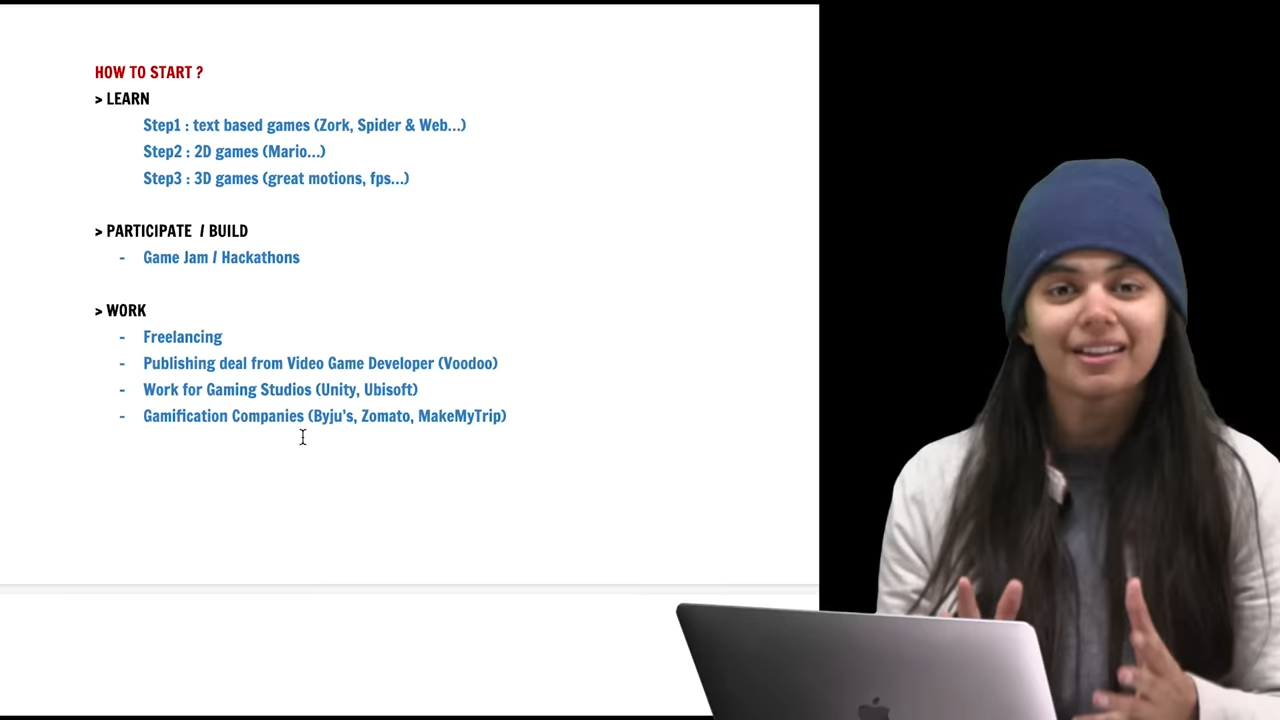 HOW TO START ?
> LEARN
Step1 : text based games (Zork, Spider & Web...)
Step2 : 2D games (Mario...)
Step3 : 3D games (great motions, fps...)
> PARTICIPATE / BUILD
- Game Jam / Hackathons
> WORK
- Freelancing
- Publishing deal from Video Game Developer (Voodoo)
- Work for Gaming Studios (Unity, Ubisoft)
- Gamification Companies (Byju's, Zomato, MakeMyTrip)